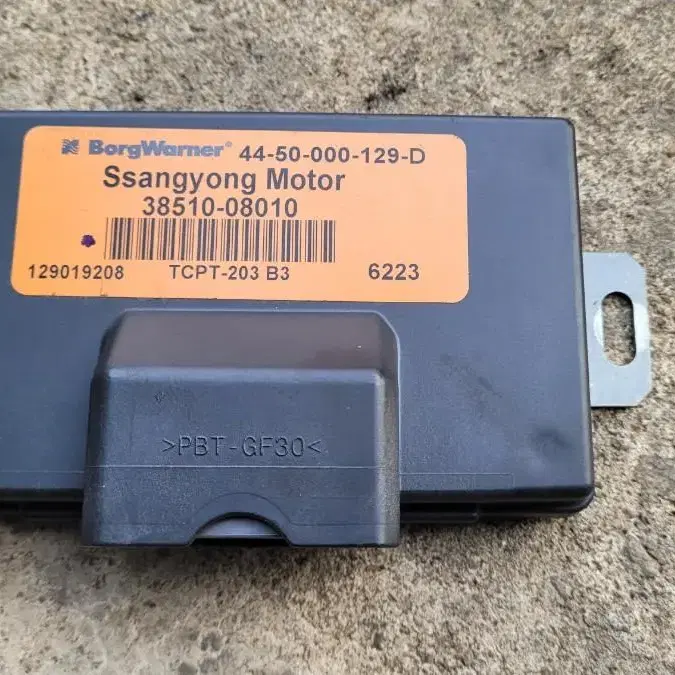 BorgWarner® 44-50-000-129-D
Ssangyong Motor
38510-08010
129019208 TCPT-203 B3 6223
>PBT-GF30<